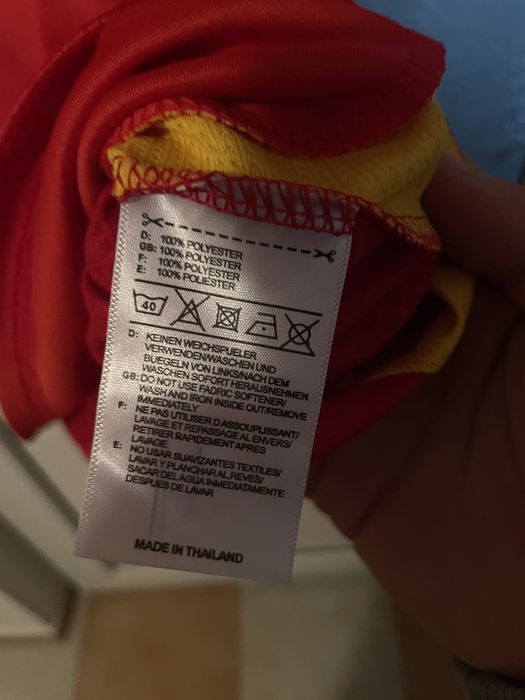 D: 100% POLYESTER
GB: 100% POLYESTER
F: 100% POLYESTER
E: 100% POLIESTER
40
D: KEINEN WEICHSPUELER
VERWENDEN/WASCHEN UND
BUEGELN VON LINKS/NACH DEM
WASCHEN SOFORT HERAUSNEHMEN
GB: DO NOT USE FABRIC SOFTENER/
WASH AND IRON INSIDE OUT/REMOVE
IMMEDIATELY
F: NE PAS UTILISER D ASSOUPLISSANT/
LAVAGE ET REPASSAGE AL ENVERS/
RETIRER RAPIDEMENT APRES
LAVAGE
E: NO USAR SUAVIZANTES TEXTILES/
LAVAR Y PLANCHAR AL REVES/
SACAR DEL AGUA INMEDIATAMENTE
DESPUES DE LAVAR
MADE IN THAILAND